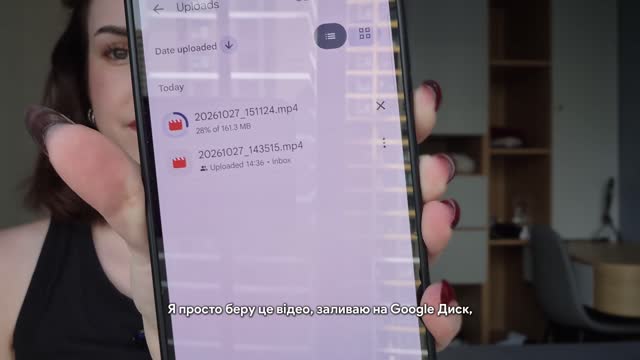 Uploads
Date uploaded
Today
20261027_151124.mp4
28% of 161.3 MB
20261027_143515.mp4
Uploaded 14:36 • Inbox
Я просто беру це відео, заливаю на Google Диск,